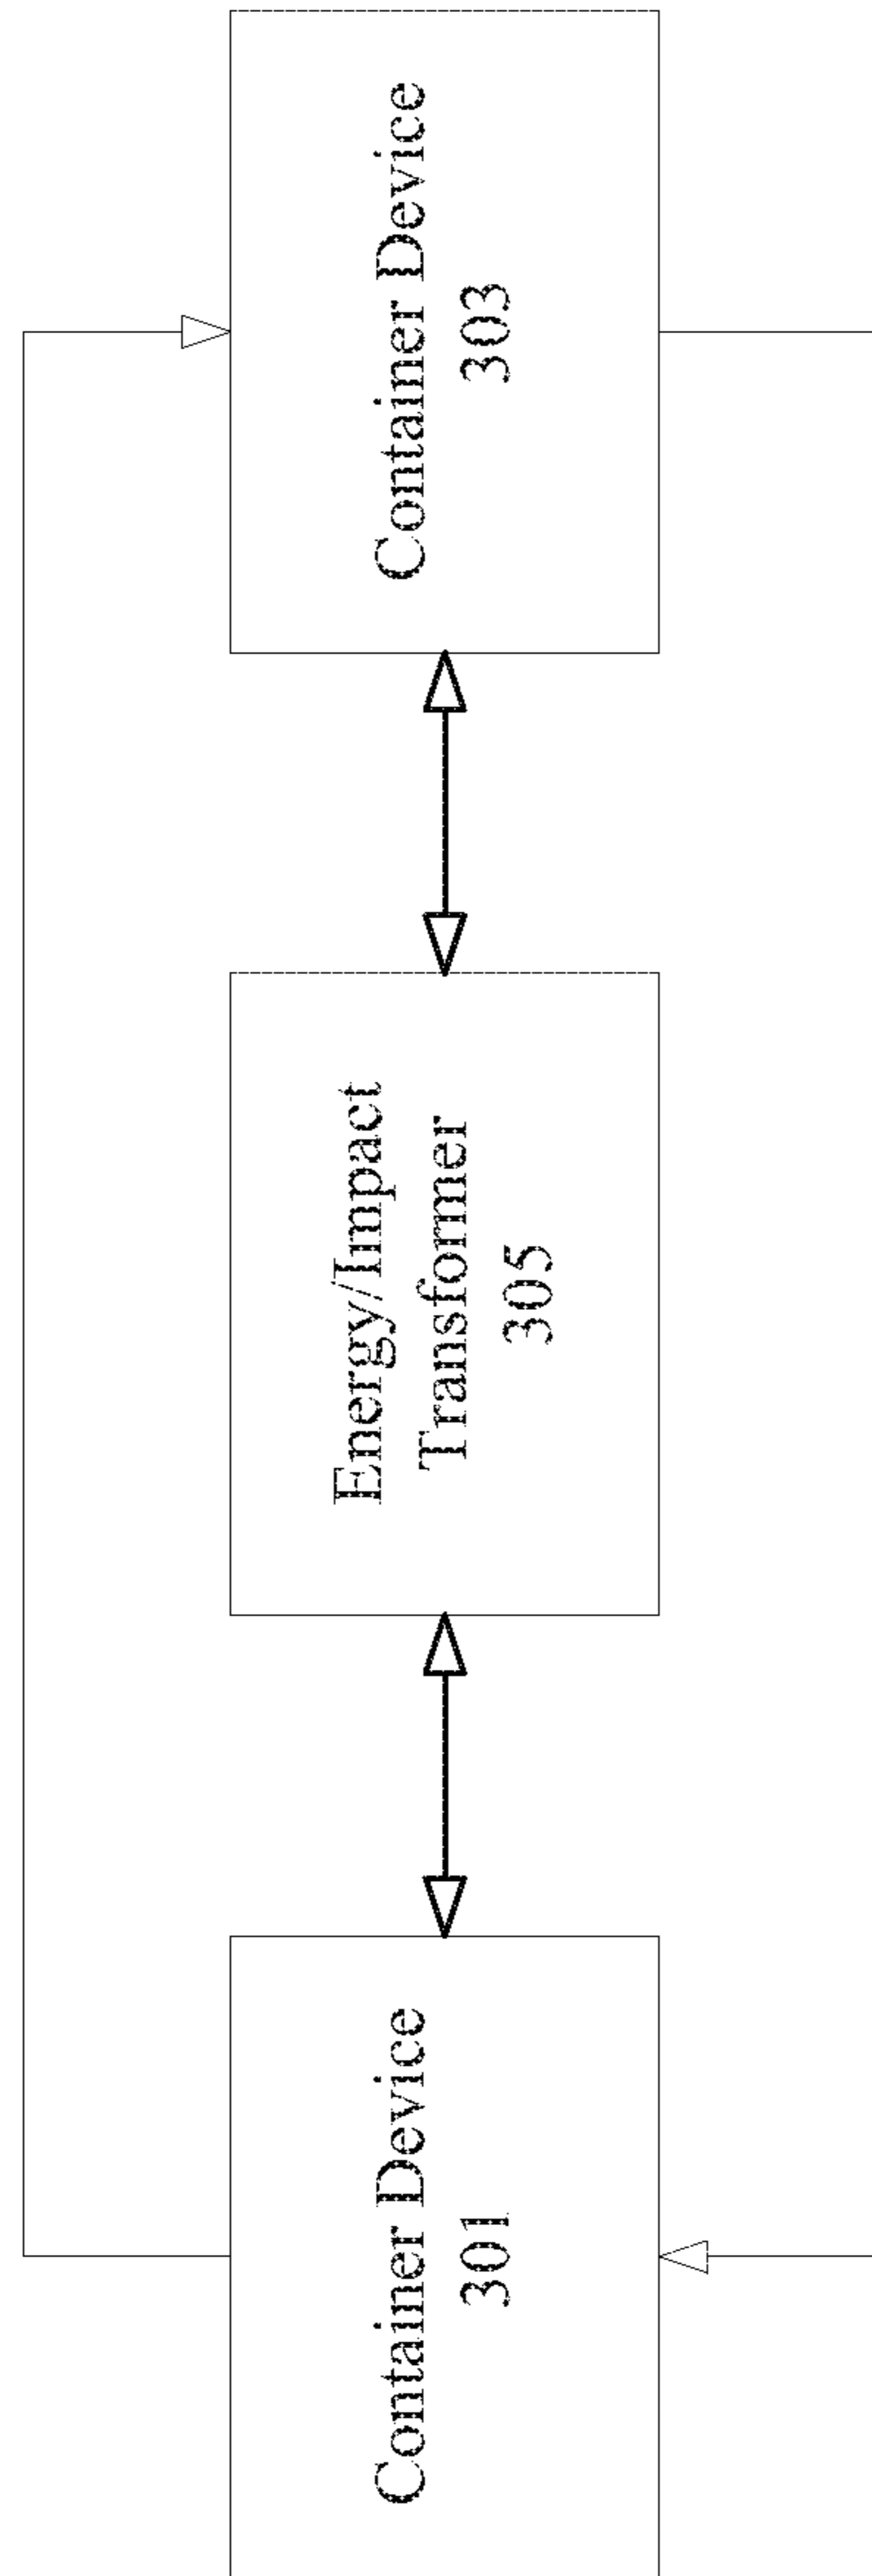 Container Device
301
Energy/Impact
Transformer
305
Container Device
303